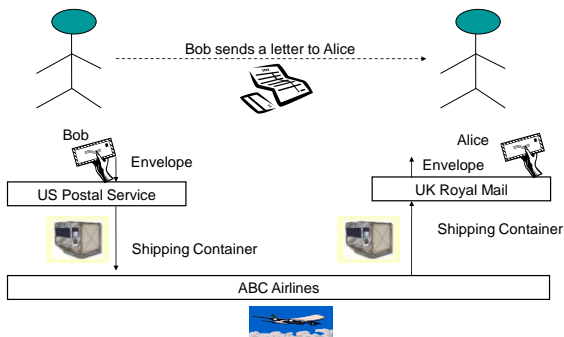 Bob sends a letter to Alice
Bob
Alice
Envelope
Envelope
US Postal Service
UK Royal Mail
Shipping Container
Shipping Container
ABC Airlines